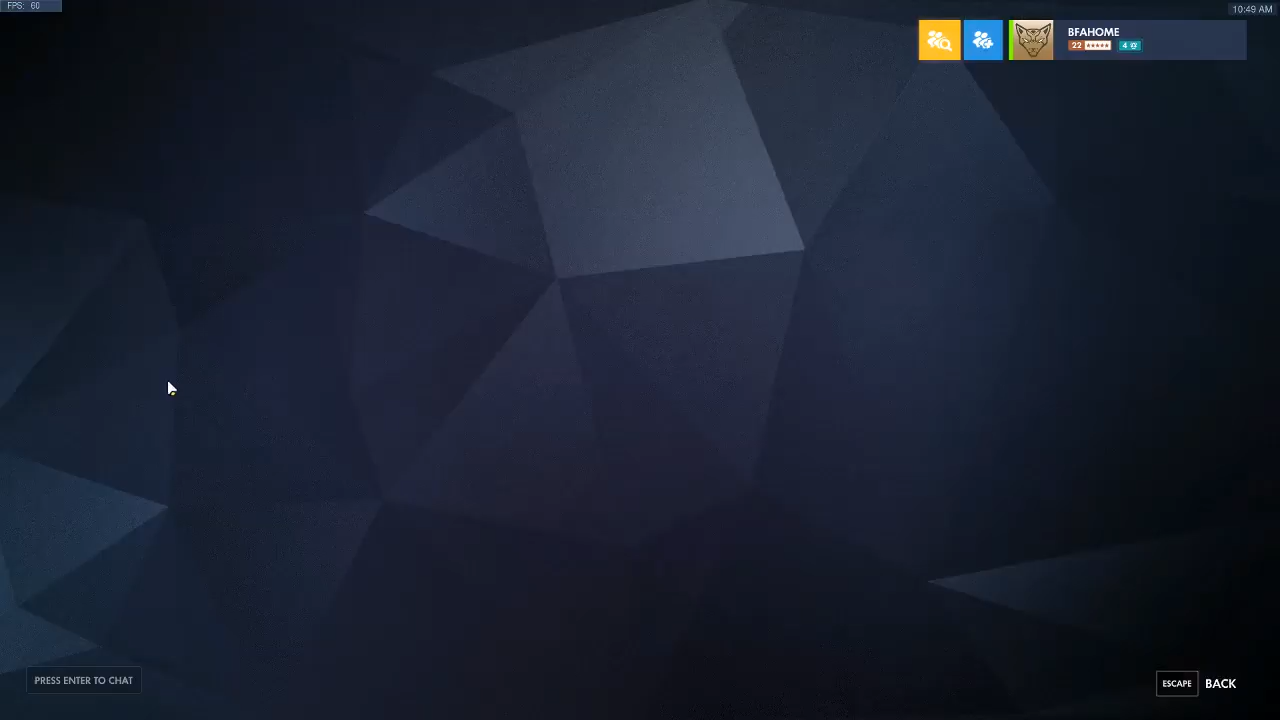 FPS: 60
10:49 AM
BFAHOME
22 ★★★★★ 4
PRESS ENTER TO CHAT
ESCAPE BACK